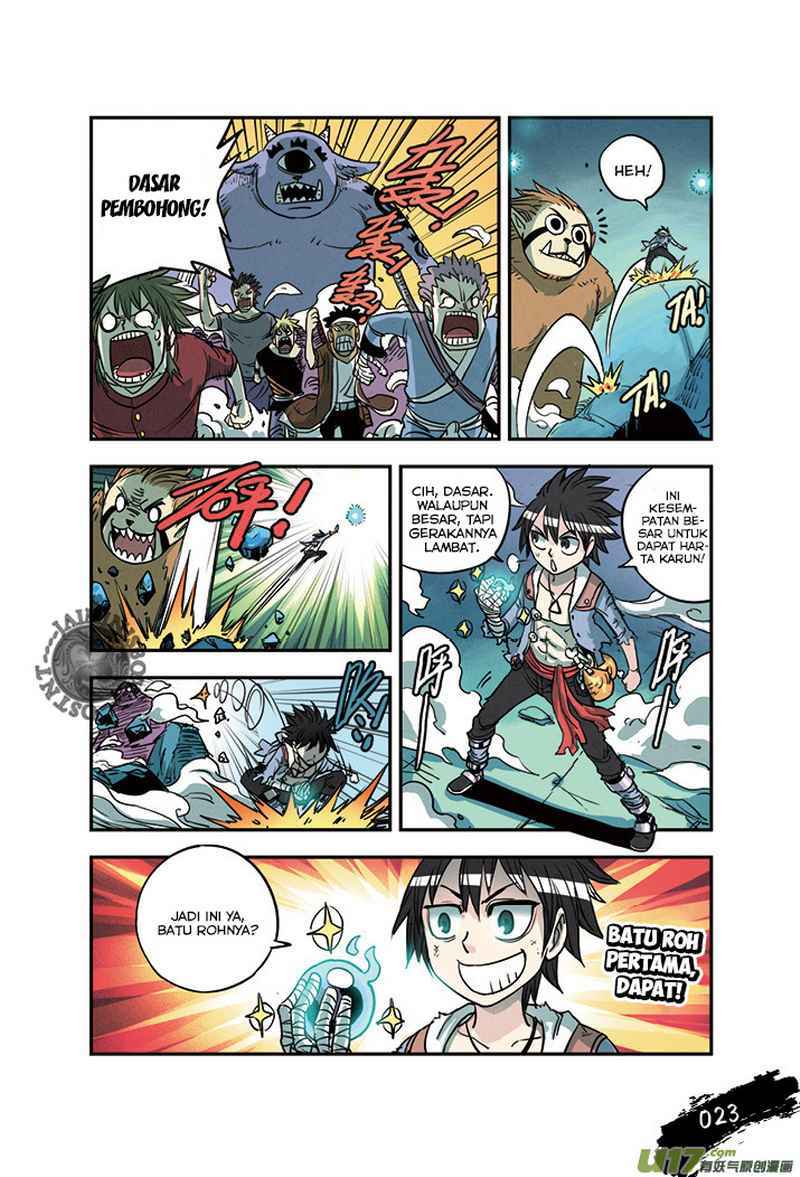 DASAR
PEMBOHONG!
HEH!
TA!
TA!
CIH, DASAR.
WALAUPUN
BESAR, TAPI
GERAKANNYA
LAMBAT.
INI
KESEM-
PATAN BE-
SAR UNTUK
DAPAT HAR-
TA KARUN!
呼
呼
JADI INI YA,
BATU ROHNYA?
BATU ROH
PERTAMA,
DAPAT!
023
U17.com
有妖气原创漫画